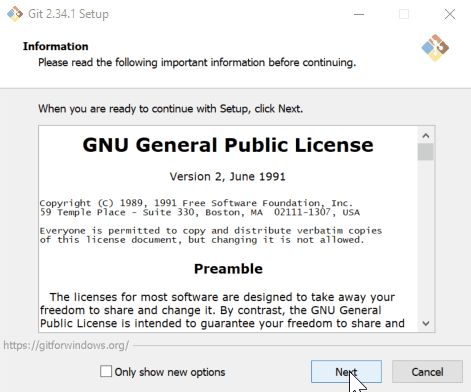 Git 2.34.1 Setup
Information
Please read the following important information before continuing.
When you are ready to continue with Setup, click Next.
GNU General Public License
Version 2, June 1991
Copyright (C) 1989, 1991 Free Software Foundation, Inc.
59 Temple Place - Suite 330, Boston, MA  02111-1307, USA
Everyone is permitted to copy and distribute verbatim copies
of this license document, but changing it is not allowed.
Preamble
The licenses for most software are designed to take away your
freedom to share and change it. By contrast, the GNU General
Public License is intended to guarantee your freedom to share and
https://gitforwindows.org/
Only show new options
Next
Cancel